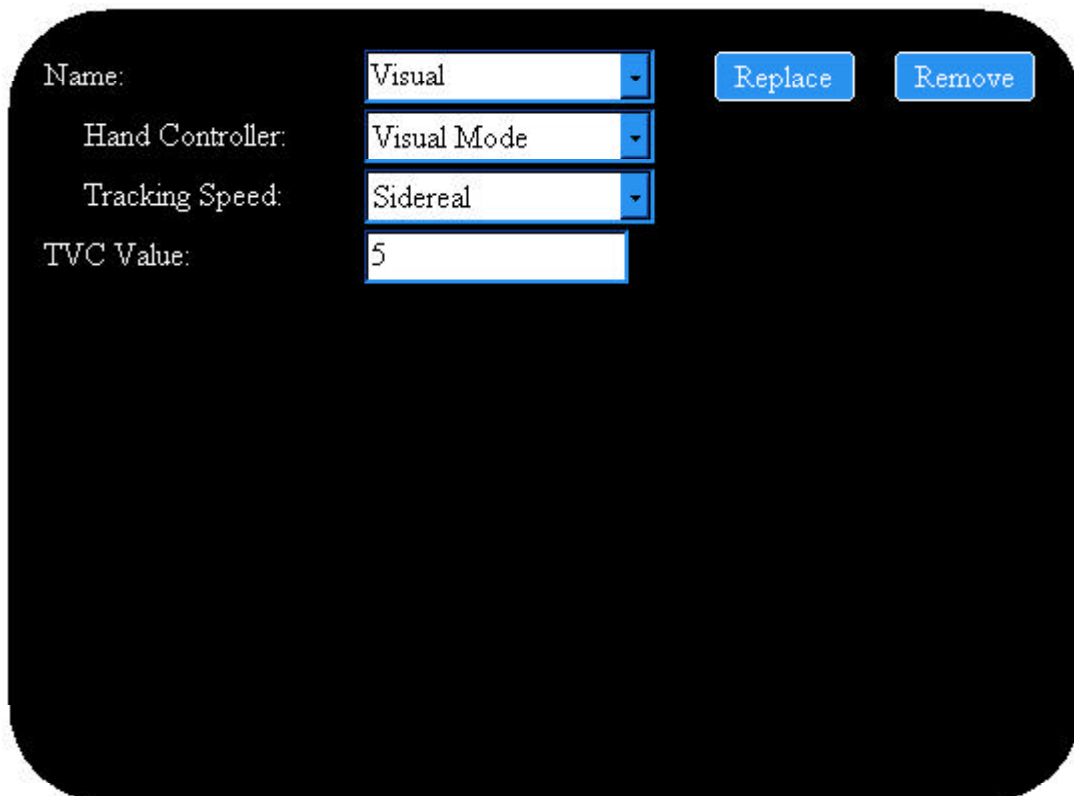 Name: Visual Replace Remove
Hand Controller: Visual Mode
Tracking Speed: Sidereal
TVC Value: 5